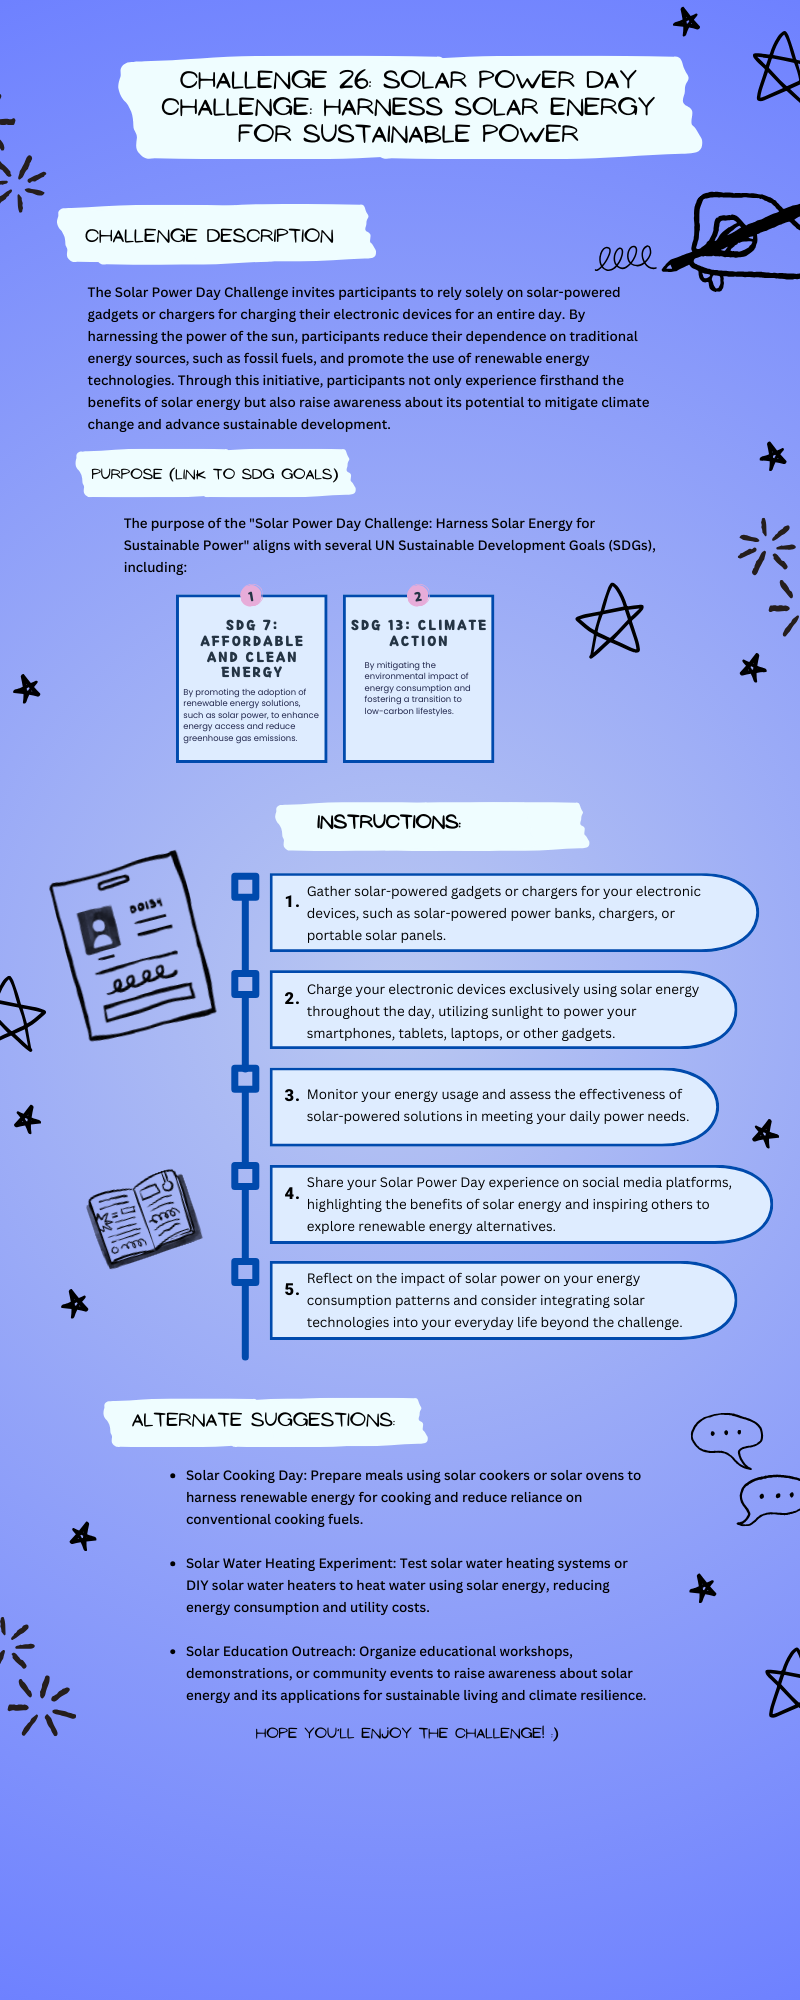 CHALLENGE 26: SOLAR POWER DAY
CHALLENGE: HARNESS SOLAR ENERGY
FOR SUSTAINABLE POWER
CHALLENGE DESCRIPTION
The Solar Power Day Challenge invites participants to rely solely on solar-powered
gadgets or chargers for charging their electronic devices for an entire day. By
harnessing the power of the sun, participants reduce their dependence on traditional
energy sources, such as fossil fuels, and promote the use of renewable energy
technologies. Through this initiative, participants not only experience firsthand the
benefits of solar energy but also raise awareness about its potential to mitigate climate
change and advance sustainable development.
PURPOSE (LINK TO SDG GOALS)
The purpose of the "Solar Power Day Challenge: Harness Solar Energy for
Sustainable Power" aligns with several UN Sustainable Development Goals (SDGs),
including:
1
SDG 7:
AFFORDABLE
AND CLEAN
ENERGY
By promoting the adoption of
renewable energy solutions,
such as solar power, to enhance
energy access and reduce
greenhouse gas emissions.
2
SDG 13: CLIMATE
ACTION
By mitigating the
environmental impact of
energy consumption and
fostering a transition to
low-carbon lifestyles.
INSTRUCTIONS:
1. Gather solar-powered gadgets or chargers for your electronic
devices, such as solar-powered power banks, chargers, or
portable solar panels.
2. Charge your electronic devices exclusively using solar energy
throughout the day, utilizing sunlight to power your
smartphones, tablets, laptops, or other gadgets.
3. Monitor your energy usage and assess the effectiveness of
solar-powered solutions in meeting your daily power needs.
4. Share your Solar Power Day experience on social media platforms,
highlighting the benefits of solar energy and inspiring others to
explore renewable energy alternatives.
5. Reflect on the impact of solar power on your energy
consumption patterns and consider integrating solar
technologies into your everyday life beyond the challenge.
ALTERNATE SUGGESTIONS:
• Solar Cooking Day: Prepare meals using solar cookers or solar ovens to
harness renewable energy for cooking and reduce reliance on
conventional cooking fuels.
• Solar Water Heating Experiment: Test solar water heating systems or
DIY solar water heaters to heat water using solar energy, reducing
energy consumption and utility costs.
• Solar Education Outreach: Organize educational workshops,
demonstrations, or community events to raise awareness about solar
energy and its applications for sustainable living and climate resilience.
HOPE YOU'LL ENJOY THE CHALLENGE! :)